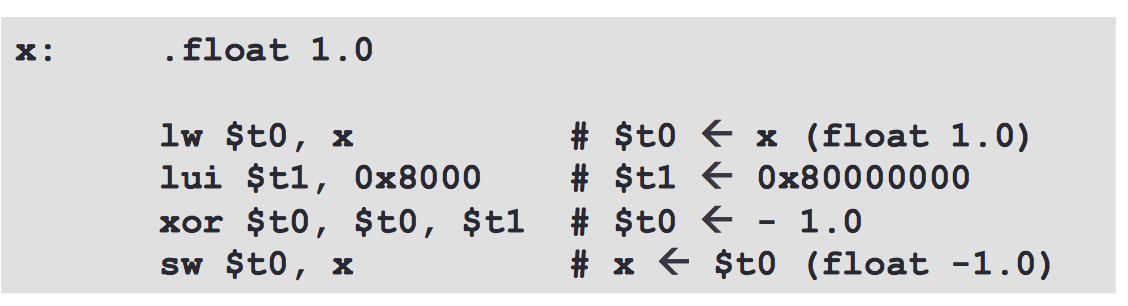 x: .float 1.0
lw $t0, x # $t0 ← x (float 1.0)
lui $t1, 0x8000 # $t1 ← 0x80000000
xor $t0, $t0, $t1 # $t0 ← - 1.0
sw $t0, x # x ← $t0 (float -1.0)